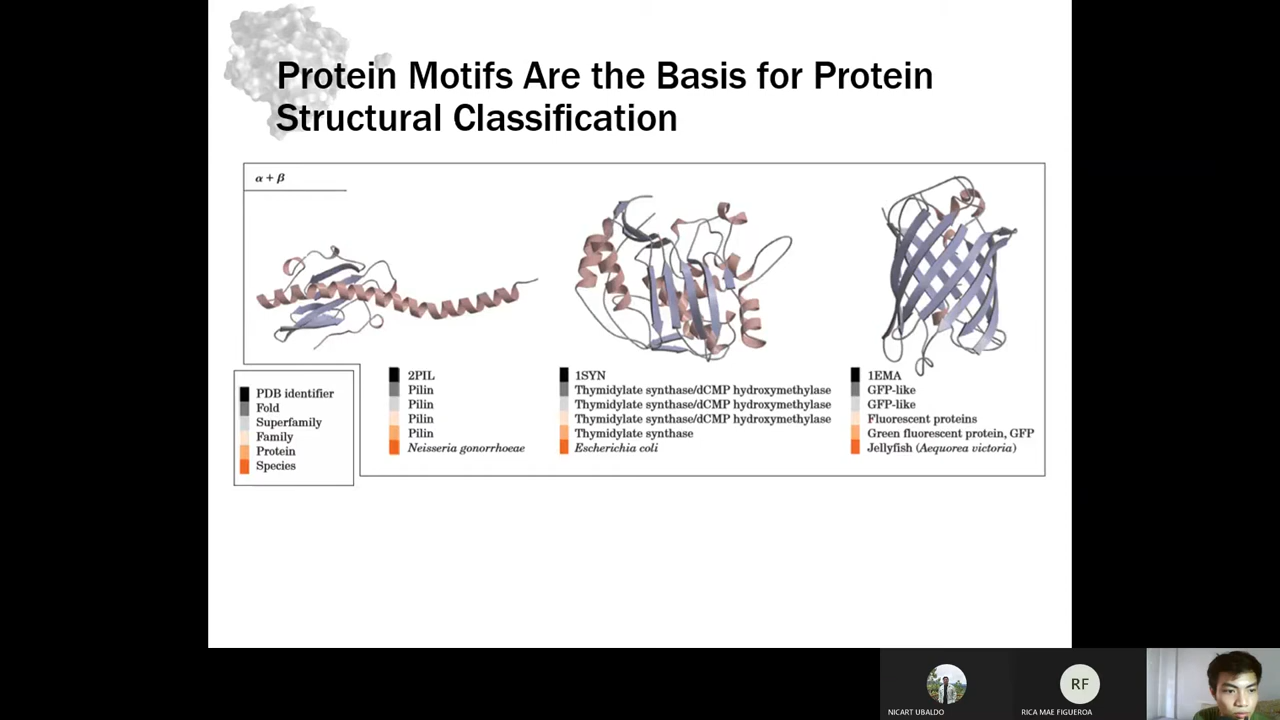 Protein Motifs Are the Basis for Protein
Structural Classification
α + β
PDB identifier
Fold
Superfamily
Family
Protein
Species
2PIL
Pilin
Pilin
Pilin
Pilin
Neisseria gonorrhoeae
1SYN
Thymidylate synthase/dCMP hydroxymethylase
Thymidylate synthase/dCMP hydroxymethylase
Thymidylate synthase/dCMP hydroxymethylase
Thymidylate synthase
Escherichia coli
1EMA
GFP-like
GFP-like
Fluorescent proteins
Green fluorescent protein, GFP
Jellyfish (Aequorea victoria)
NICART UBALDO
RF
RICA MAE FIGUEROA